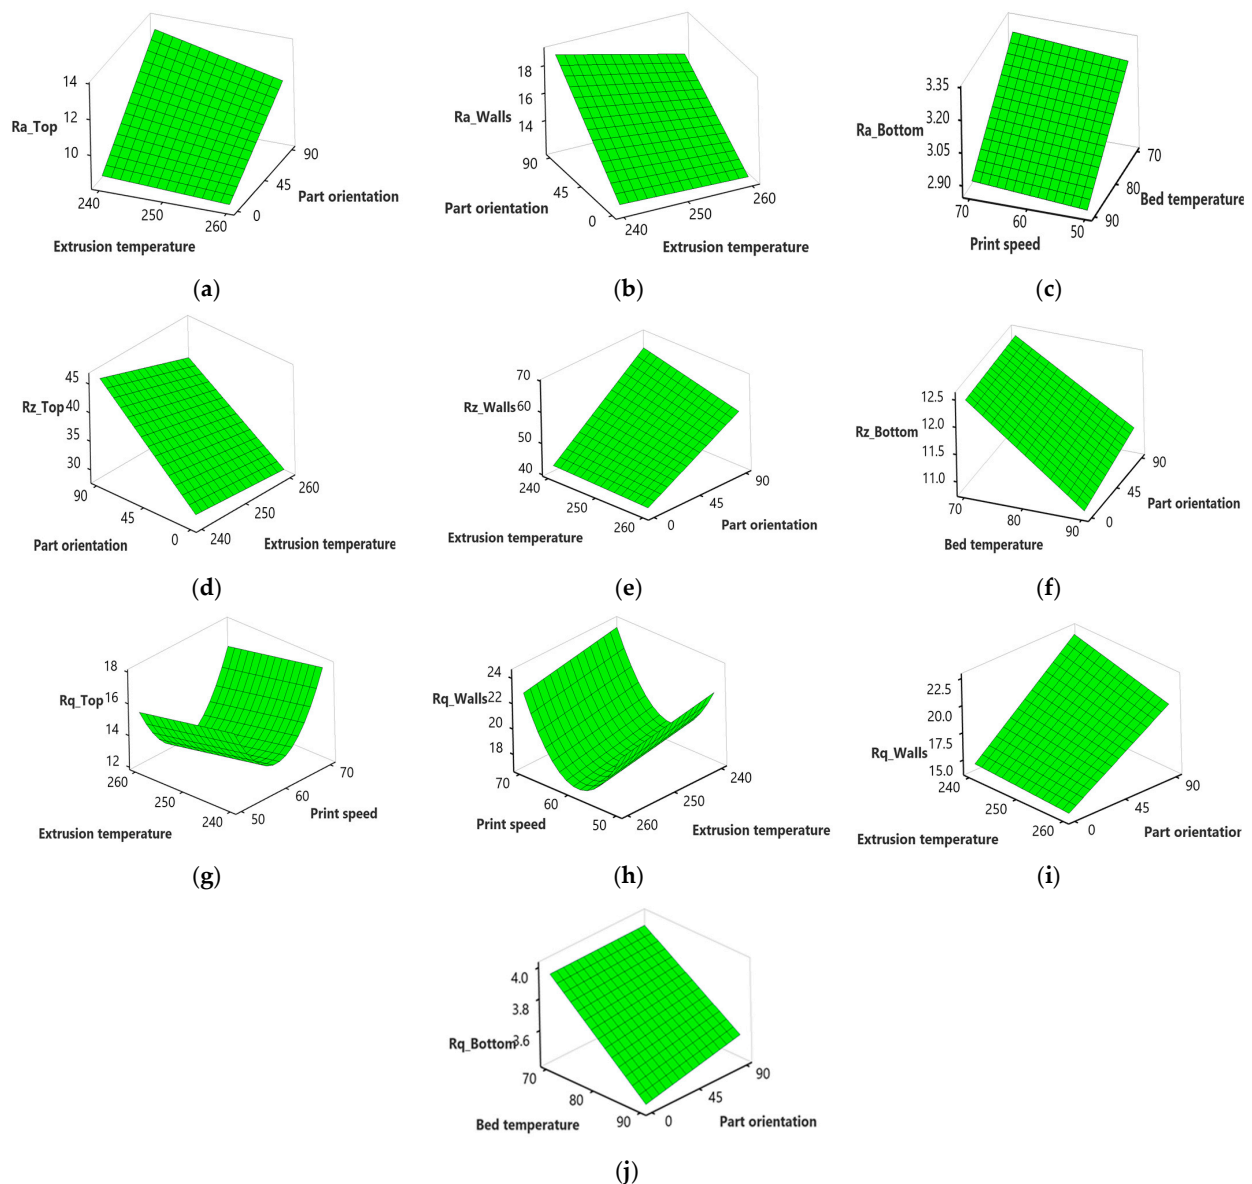 14
12
10
Ra_Top
240
250
260
0
45
90
Part orientation
Extrusion temperature
(a)
18
16
14
Ra_Walls
90
45
0
Part orientation
240
250
260
Extrusion temperature
(b)
3.35
3.20
3.05
2.90
Ra_Bottom
70
60
50
Print speed
70
80
90
Bed temperature
(c)
45
40
35
30
Rz_Top
90
45
0
Part orientation
240
250
260
Extrusion temperature
(d)
70
60
50
40
Rz_Walls
240
250
260
Extrusion temperature
0
45
90
Part orientation
(e)
12.5
12.0
11.5
11.0
Rz_Bottom
70
80
90
Bed temperature
0
45
90
Part orientation
(f)
18
16
14
12
Rq_Top
260
250
240
Extrusion temperature
50
60
70
Print speed
(g)
24
22
20
18
Rq_Walls
70
60
50
Print speed
260
250
240
Extrusion temperature
(h)
22.5
20.0
17.5
15.0
Rq_Walls
240
250
260
Extrusion temperature
0
45
90
Part orientation
(i)
4.0
3.8
3.6
Rq_Bottom
70
80
90
Bed temperature
0
45
90
Part orientation
(j)